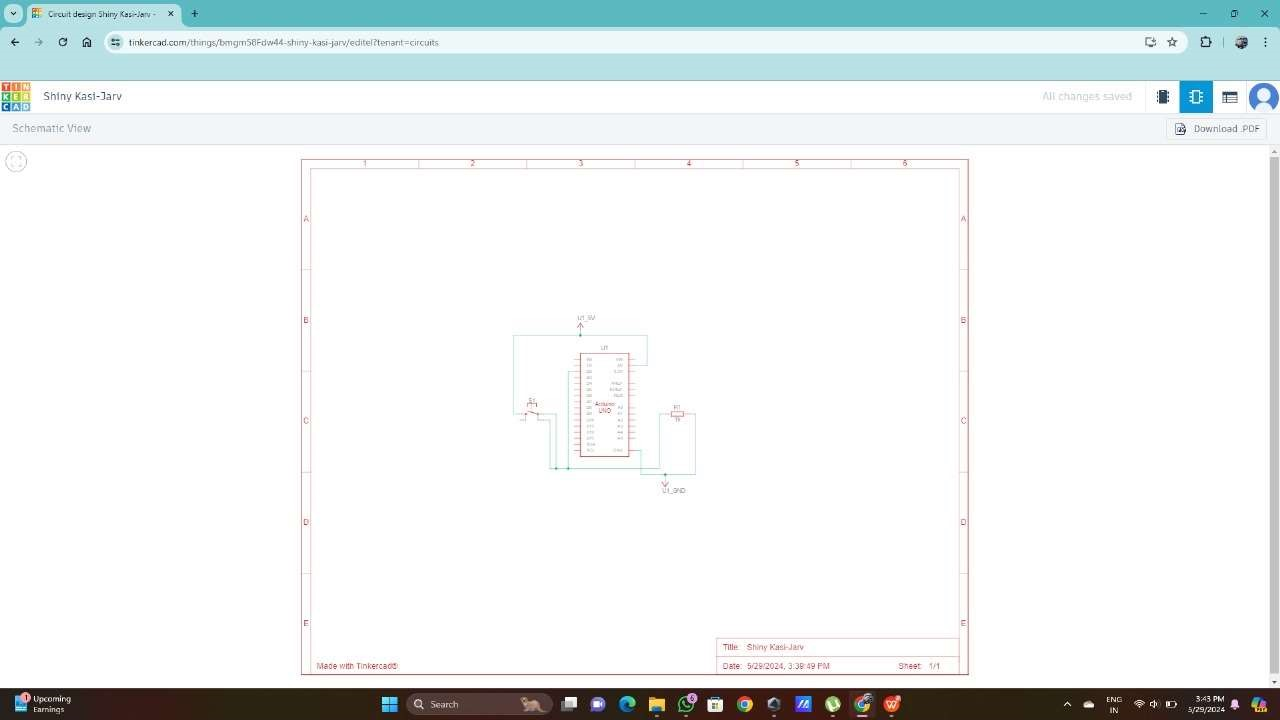 Circuit design Shiny Kasi-Jarv -
tinkercad.com/things/bmgm58Fdw44-shiny-kasi-jarv/editel?tenant=circuits
TIN
KER
CAD
Shiny Kasi-Jarv
All changes saved
Schematic View
Download .PDF
1 2 3 4 5 6
A A
B B
U1_5V
U1
S1
Arduino
UNO
R1
C C
U1_GND
D D
E E
Title: Shiny Kasi-Jarv
Made with Tinkercad®
Date: 5/29/2024, 3:39:49 PM Sheet: 1/1
Upcoming
Earnings
Search
ENG
IN
3:43 PM
5/29/2024